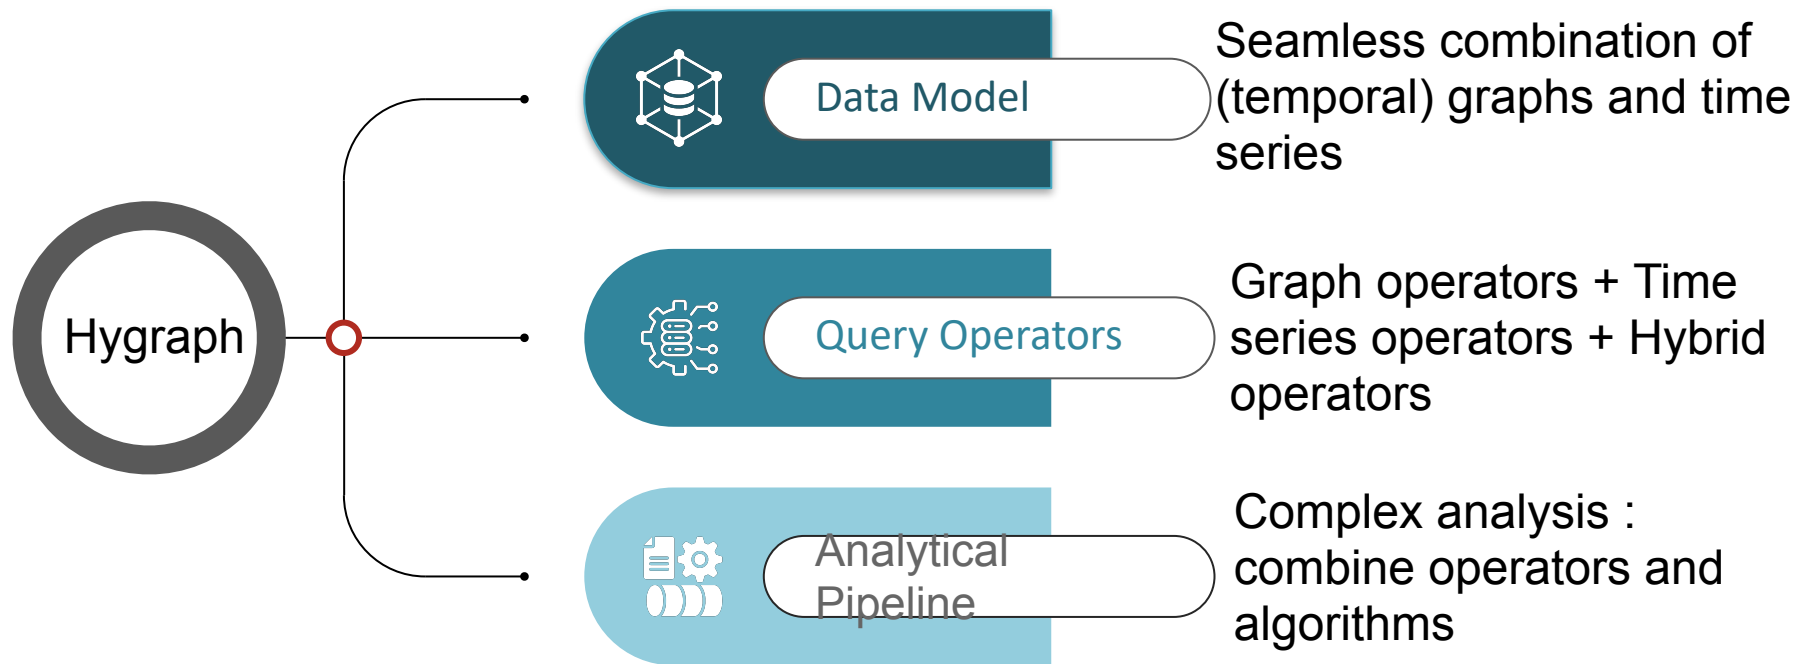 Hygraph
Data Model
Seamless combination of
(temporal) graphs and time
series
Query Operators
Graph operators + Time
series operators + Hybrid
operators
Analytical
Pipeline
Complex analysis :
combine operators and
algorithms